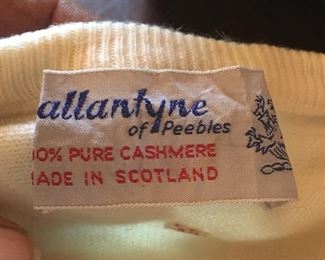 allantyne
of Peebles
00% PURE CASHMERE
ADE IN SCOTLAND